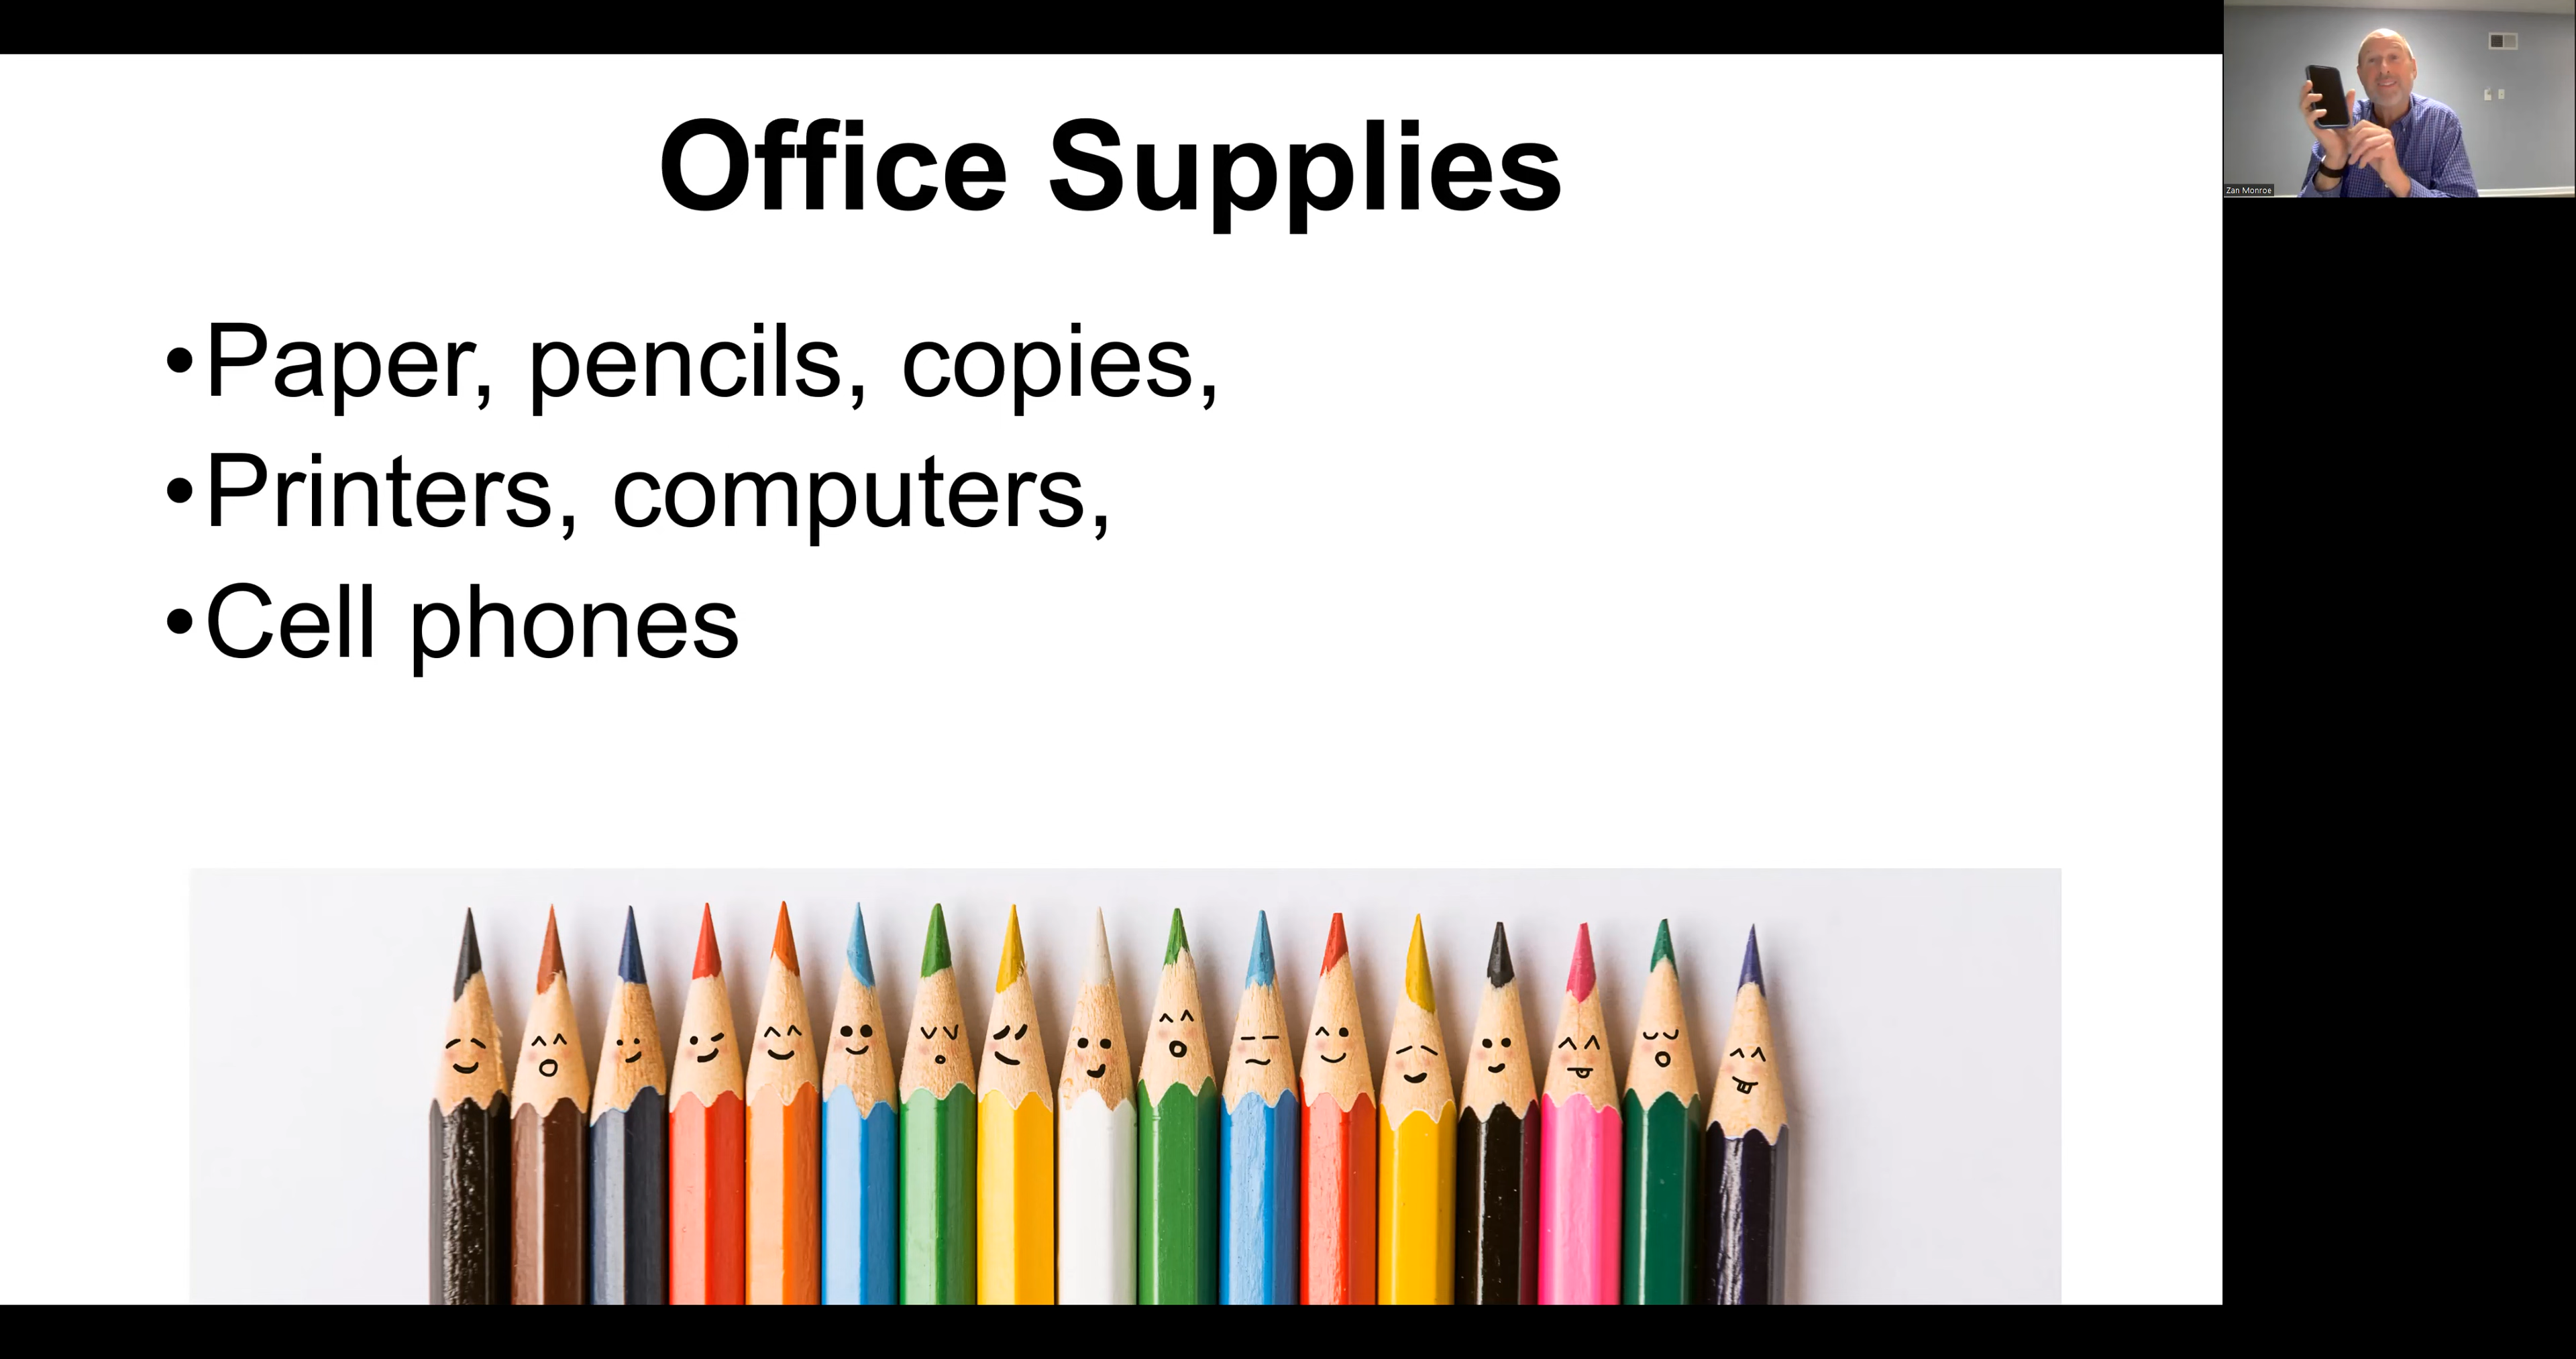 Office Supplies
•Paper, pencils, copies,
•Printers, computers,
•Cell phones
Zan Monroe